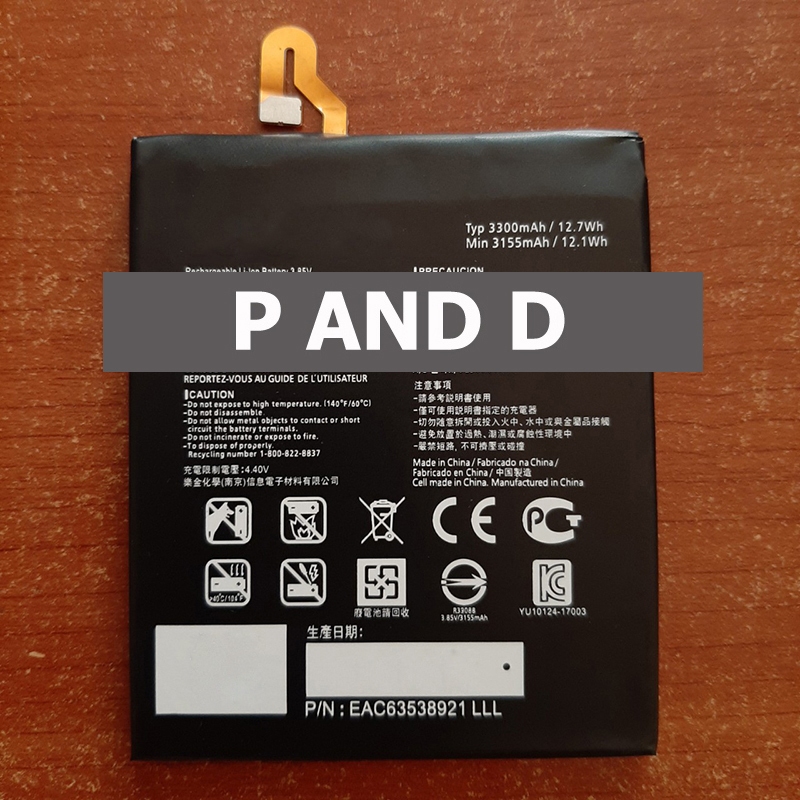 Typ 3300mAh / 12.7Wh
Min 3155mAh / 12.1Wh
Rechargeable Li-Ion Battery 3.85V
PRECAUCION
P AND D
REPORTEZ-VOUS AU GUIDE DE L'UTILISATEUR
CAUTION
-Do not expose to high temperature. (140°F/60°C)
-Do not disassemble.
-Do not allow metal objects to contact or short
circuit the battery terminals.
-Do not incinerate or expose to fire.
-To dispose of properly.
Recycling number 1-800-822-8837
充電限制電壓:4.40V
樂金化學(南京)信息電子材料有限公司
注意事項
-請參考説明書使用
-僅可使用説明書指定的充電器
-切勿隨意拆開或投入火中、水中或與金屬品接觸
-避免放置於過熱、潮濕或腐蝕性環境中
-嚴禁短路, 不可擠壓或碰撞
Made in China / Fabricado na China /
Fabricado en China / 中国製造
Cell made in China. Manufactured in China
CE
>40°C/104°F
廢電池請回收
R39088
3.85V/3155mAh
YU10124-17003
生產日期:
P/N : EAC63538921 LLL